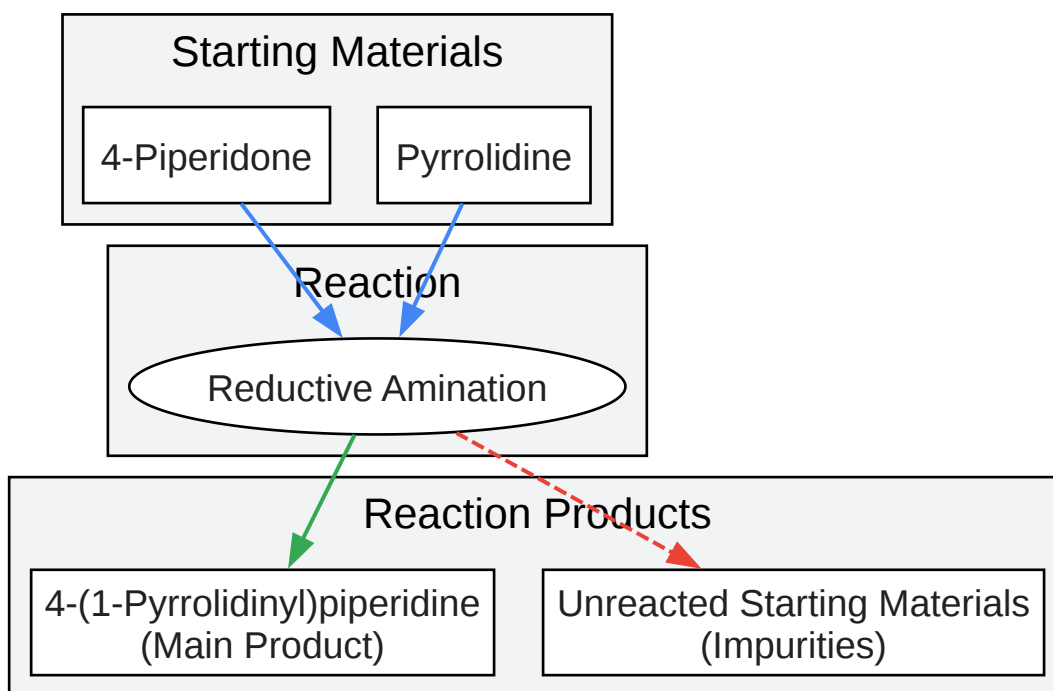 Starting Materials
4-Piperidone
Pyrrolidine
Reaction
Reductive Amination
Reaction Products
4-(1-Pyrrolidinyl)piperidine
(Main Product)
Unreacted Starting Materials
(Impurities)